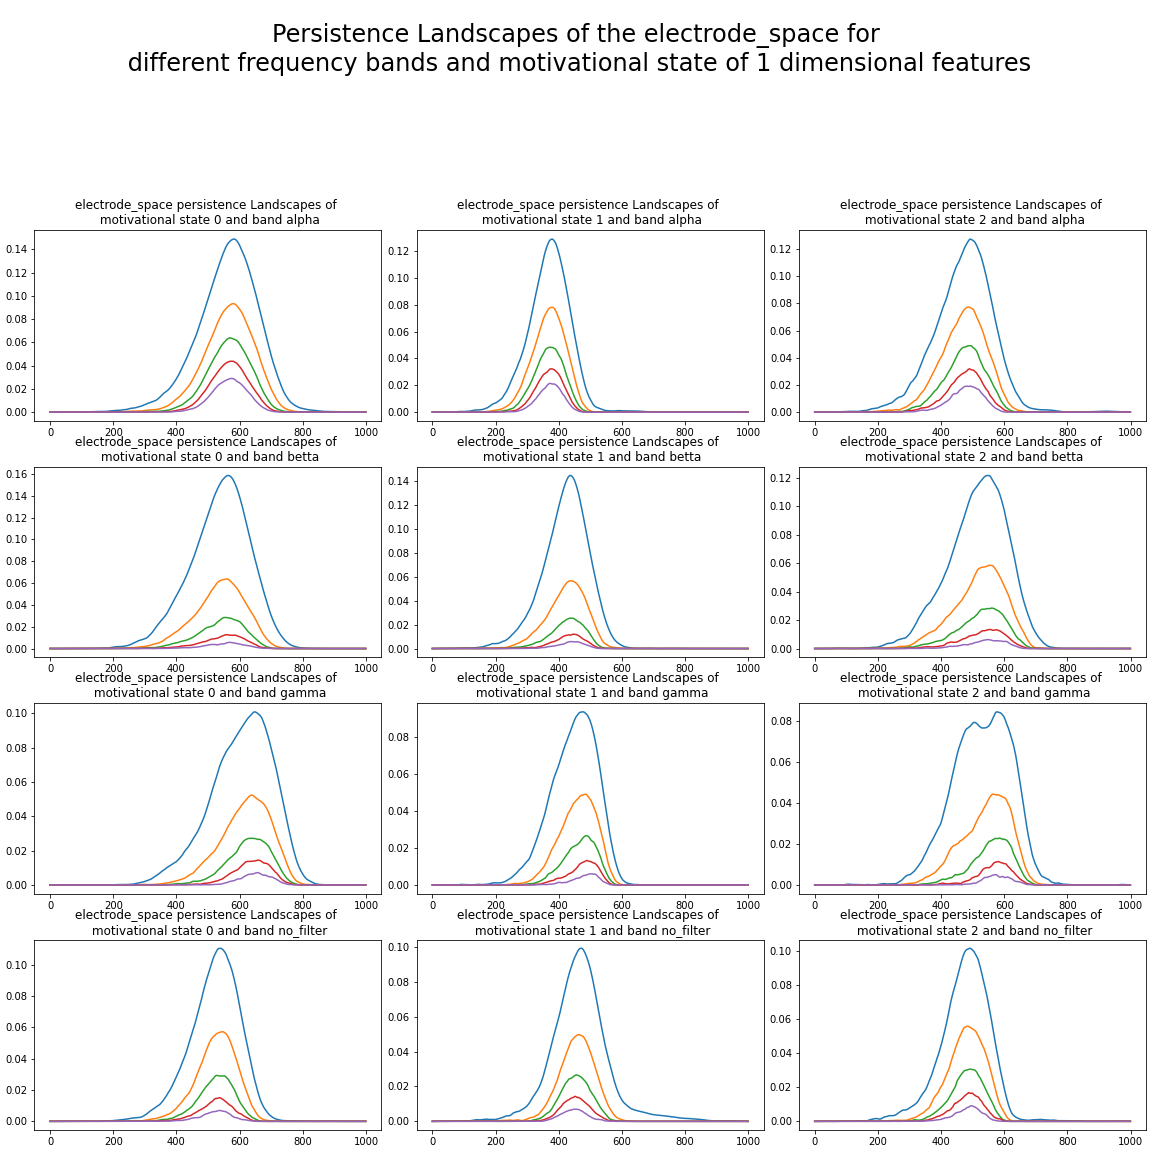 Persistence Landscapes of the electrode_space for
different frequency bands and motivational state of 1 dimensional features
electrode_space persistence Landscapes of
motivational state 0 and band alpha
0.14
0.12
0.10
0.08
0.06
0.04
0.02
0.00
0 200 400 600 800 1000
electrode_space persistence Landscapes of
motivational state 1 and band alpha
0.12
0.10
0.08
0.06
0.04
0.02
0.00
0 200 400 600 800 1000
electrode_space persistence Landscapes of
motivational state 2 and band alpha
0.12
0.10
0.08
0.06
0.04
0.02
0.00
0 200 400 600 800 1000
electrode_space persistence Landscapes of
motivational state 0 and band betta
0.16
0.14
0.12
0.10
0.08
0.06
0.04
0.02
0.00
0 200 400 600 800 1000
electrode_space persistence Landscapes of
motivational state 1 and band betta
0.14
0.12
0.10
0.08
0.06
0.04
0.02
0.00
0 200 400 600 800 1000
electrode_space persistence Landscapes of
motivational state 2 and band betta
0.12
0.10
0.08
0.06
0.04
0.02
0.00
0 200 400 600 800 1000
electrode_space persistence Landscapes of
motivational state 0 and band gamma
0.10
0.08
0.06
0.04
0.02
0.00
0 200 400 600 800 1000
electrode_space persistence Landscapes of
motivational state 1 and band gamma
0.08
0.06
0.04
0.02
0.00
0 200 400 600 800 1000
electrode_space persistence Landscapes of
motivational state 2 and band gamma
0.08
0.06
0.04
0.02
0.00
0 200 400 600 800 1000
electrode_space persistence Landscapes of
motivational state 0 and band no_filter
0.10
0.08
0.06
0.04
0.02
0.00
0 200 400 600 800 1000
electrode_space persistence Landscapes of
motivational state 1 and band no_filter
0.10
0.08
0.06
0.04
0.02
0.00
0 200 400 600 800 1000
electrode_space persistence Landscapes of
motivational state 2 and band no_filter
0.10
0.08
0.06
0.04
0.02
0.00
0 200 400 600 800 1000